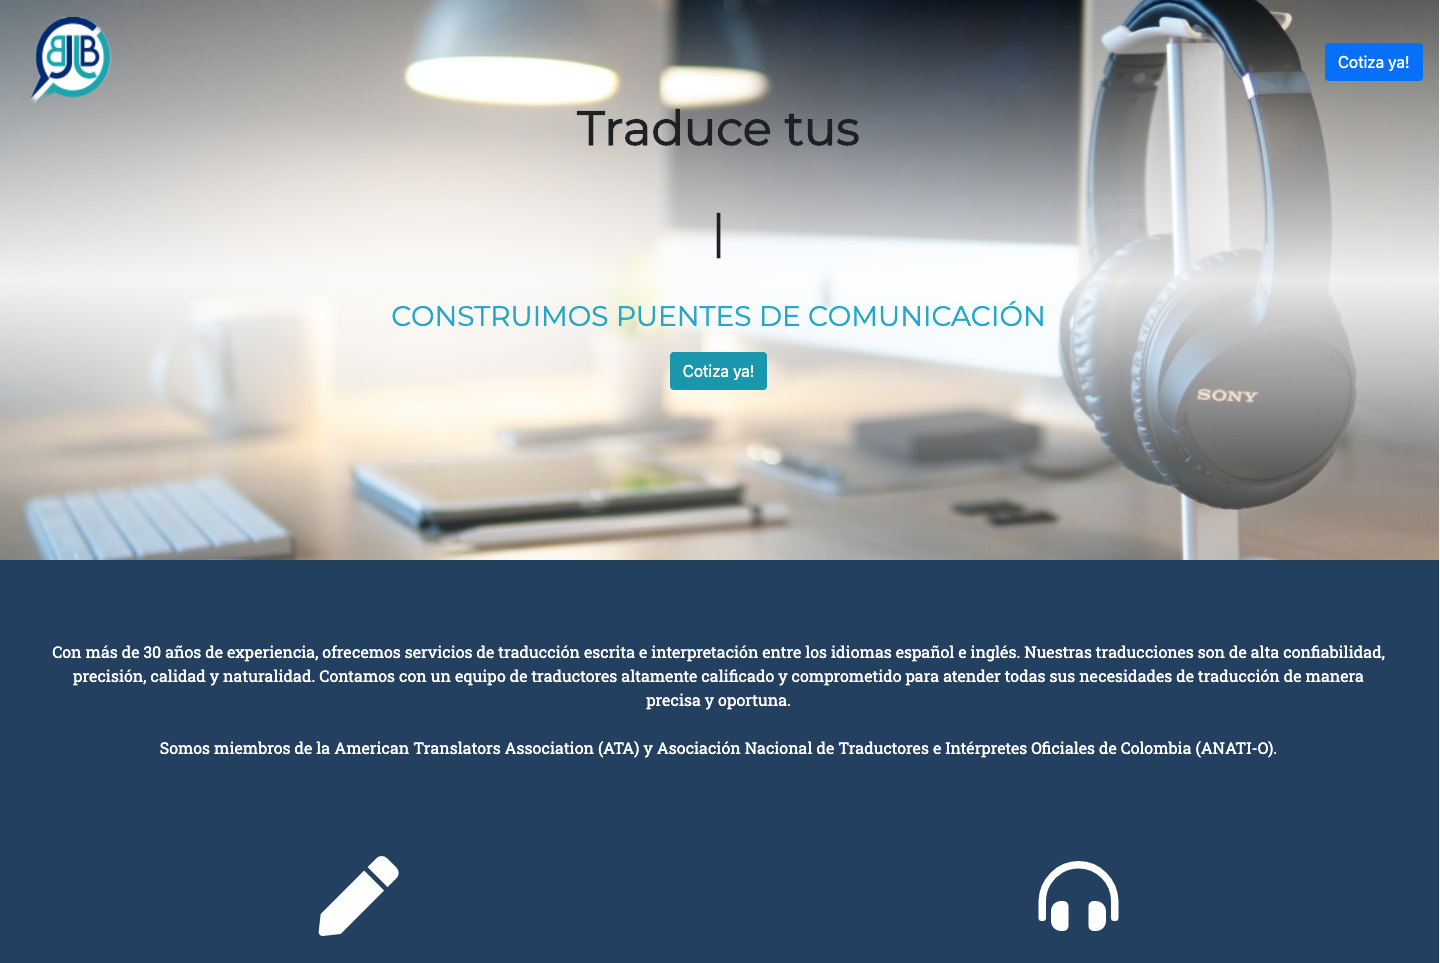 BJLB
Cotiza ya!
Traduce tus
|
CONSTRUIMOS PUENTES DE COMUNICACIÓN
Cotiza ya!
SONY
Con más de 30 años de experiencia, ofrecemos servicios de traducción escrita e interpretación entre los idiomas español e inglés. Nuestras traducciones son de alta confiabilidad,
precisión, calidad y naturalidad. Contamos con un equipo de traductores altamente calificado y comprometido para atender todas sus necesidades de traducción de manera
precisa y oportuna.
Somos miembros de la American Translators Association (ATA) y Asociación Nacional de Traductores e Intérpretes Oficiales de Colombia (ANATI-O).